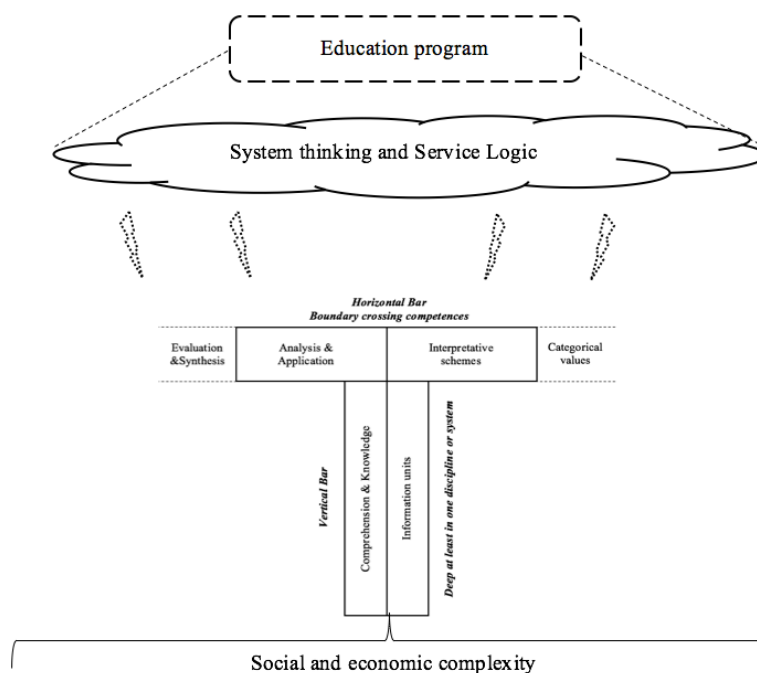 Education program
System thinking and Service Logic
Horizontal Bar
Boundary crossing competences
Evaluation
&Synthesis
Analysis &
Application
Interpretative
schemes
Categorical
values
Vertical Bar
Comprehension & Knowledge
Information units
Deep at least in one discipline or system
Social and economic complexity